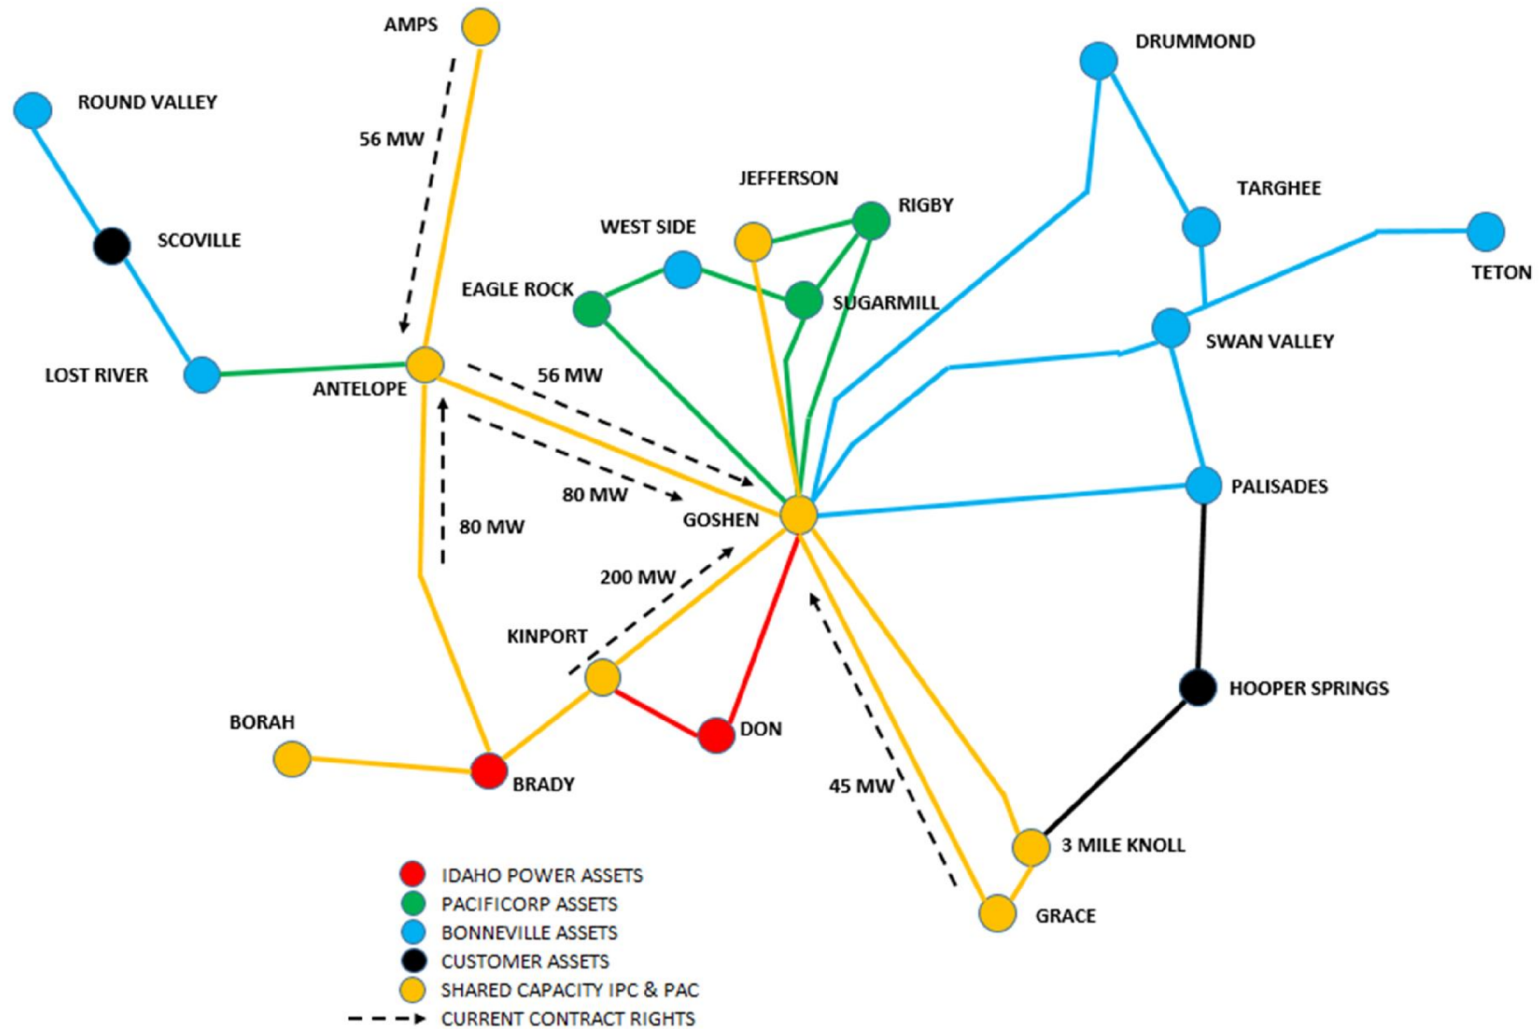 AMPS
DRUMMOND
ROUND VALLEY
56 MW
JEFFERSON
TARGHEE
RIGBY
WEST SIDE
SCOVILLE
TETON
EAGLE ROCK
SUGARMILL
SWAN VALLEY
LOST RIVER
ANTELOPE
56 MW
80 MW
PALISADES
GOSHEN
80 MW
200 MW
KINPORT
HOOPER SPRINGS
BORAH
DON
BRADY
45 MW
3 MILE KNOLL
GRACE
IDAHO POWER ASSETS
PACIFICORP ASSETS
BONNEVILLE ASSETS
CUSTOMER ASSETS
SHARED CAPACITY IPC & PAC
CURRENT CONTRACT RIGHTS